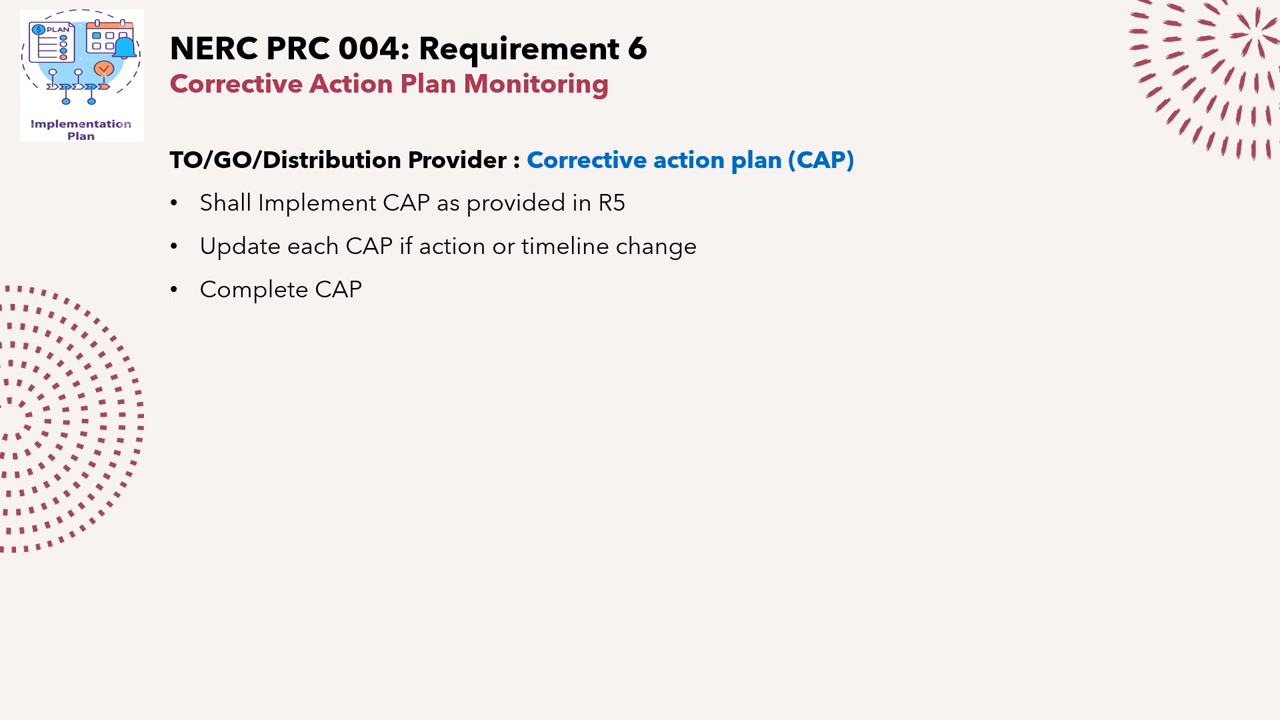 PLAN
Implementation
Plan
NERC PRC 004: Requirement 6
Corrective Action Plan Monitoring
TO/GO/Distribution Provider : Corrective action plan (CAP)
• Shall Implement CAP as provided in R5
• Update each CAP if action or timeline change
• Complete CAP